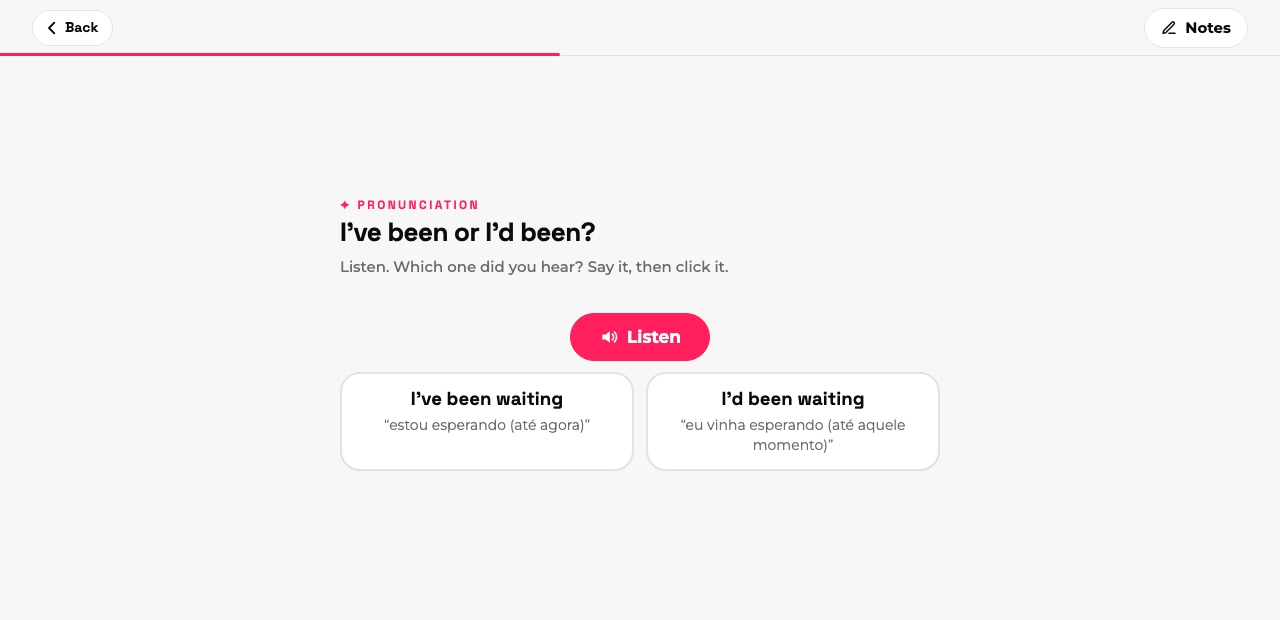 Back
Notes
PRONUNCIATION
I’ve been or I’d been?
Listen. Which one did you hear? Say it, then click it.
Listen
I’ve been waiting
“estou esperando (até agora)”
I’d been waiting
“eu vinha esperando (até aquele
momento)”